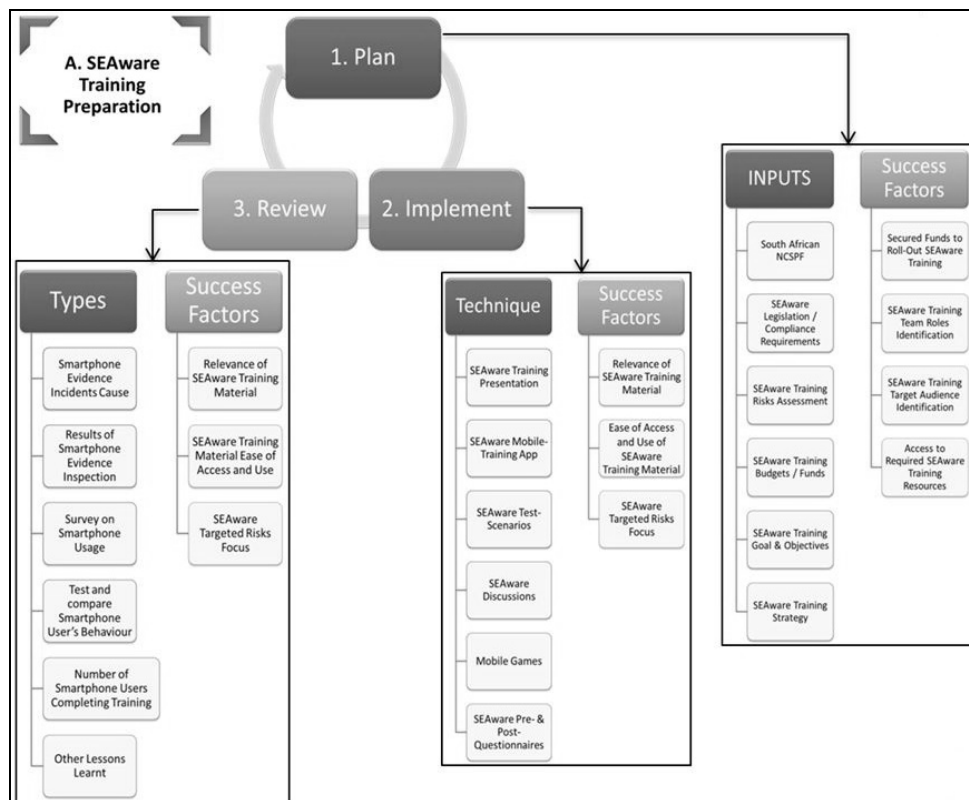 A. SEAware
Training
Preparation
1. Plan
3. Review
2. Implement
INPUTS
South African
NCSPF
SEAware
Legislation /
Compliance
Requirements
SEAware Training
Risks Assessment
SEAware Training
Budgets / Funds
SEAware Training
Goal & Objectives
SEAware Training
Strategy
Success
Factors
Secured Funds to
Roll-Out SEAware
Training
SEAware Training
Team Roles
Identification
SEAware Training
Target Audience
Identification
Access to
Required SEAware
Training
Resources
Types
Smartphone
Evidence
Incidents Cause
Results of
Smartphone
Evidence
Inspection
Survey on
Smartphone
Usage
Test and
compare
Smartphone
User's Behaviour
Number of
Smartphone Users
Completing Training
Other Lessons
Learnt
Success
Factors
Relevance of
SEAware Training
Material
SEAware Training
Material Ease of
Access and Use
SEAware
Targeted Risks
Focus
Technique
SEAware Training
Presentation
SEAware Mobile-
Training App
SEAware Test-
Scenarios
SEAware
Discussions
Mobile Games
SEAware Pre- &
Post-
Questionnaires
Success
Factors
Relevance of
SEAware Training
Material
Ease of Access
and Use of
SEAware
Training Material
SEAware
Targeted Risks
Focus